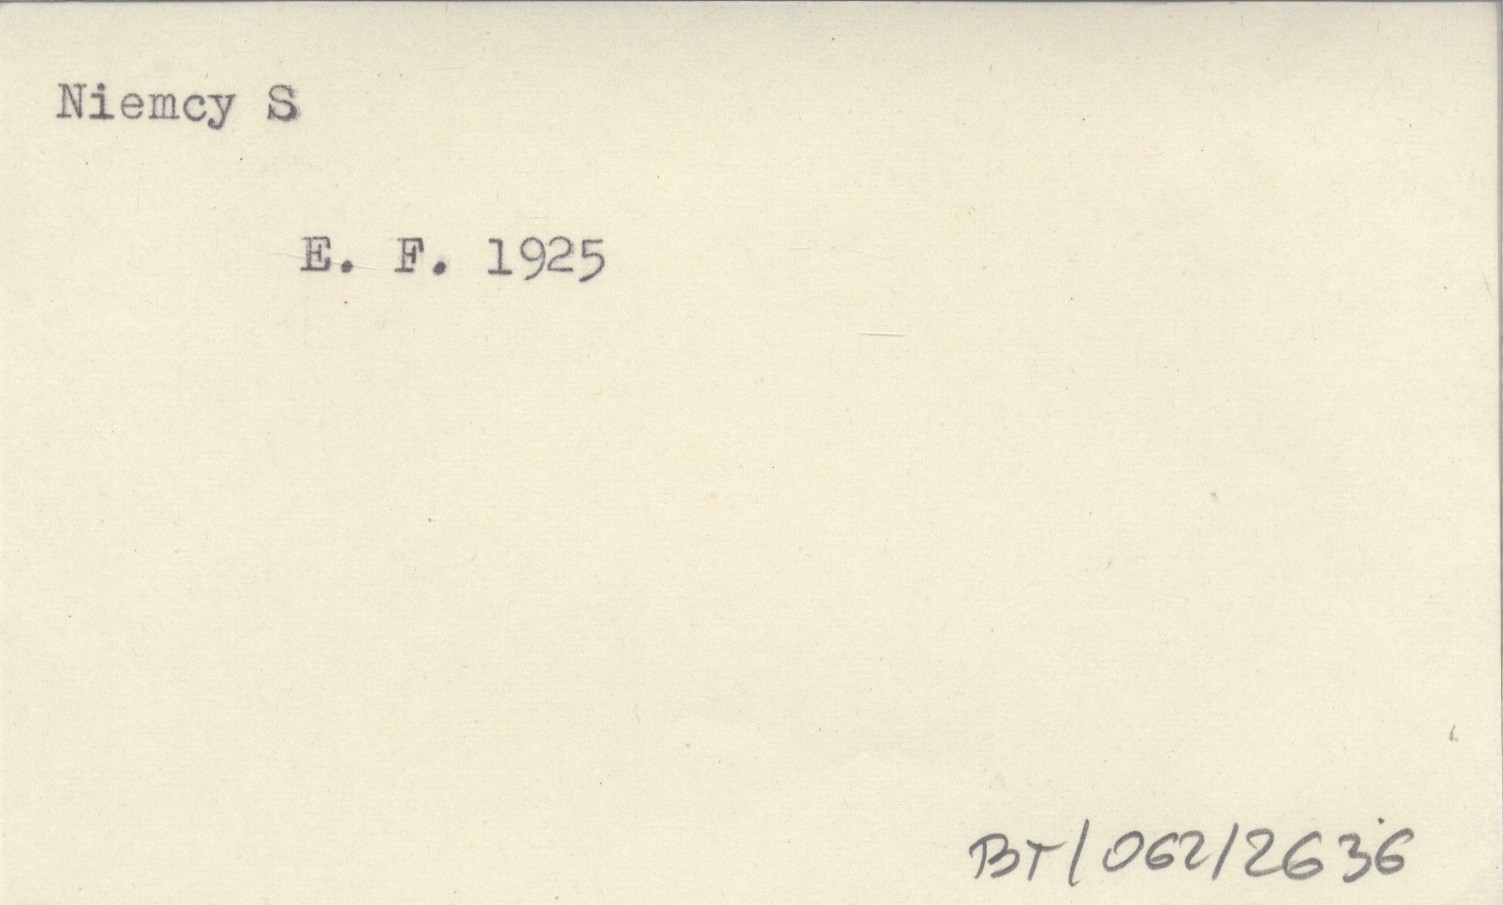 Niemcy S
E. F. 1925
BT/062/2636